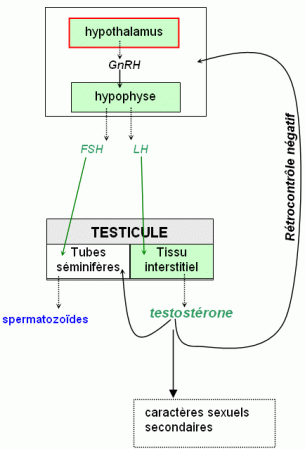 hypothalamus
GnRH
hypophyse
FSH
LH
Rétrocontrôle négatif
TESTICULE
Tubes
séminifères
Tissu
interstitiel
spermatozoïdes
testostérone
caractères sexuels
secondaires